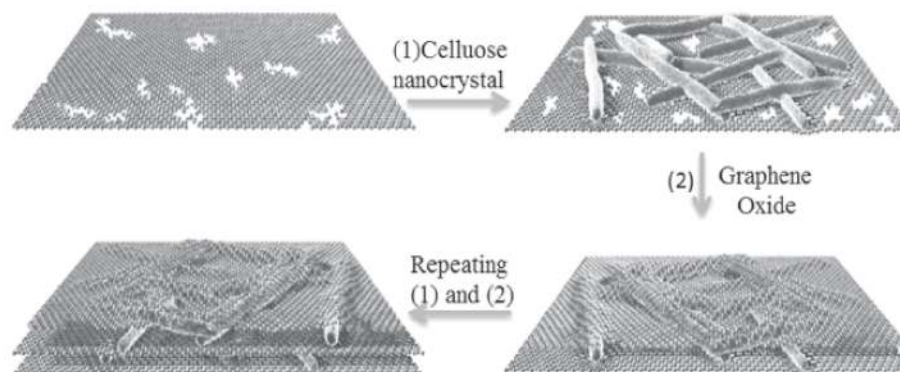 (1)Celluose
nanocrystal
(2) Graphene
Oxide
Repeating
(1) and (2)